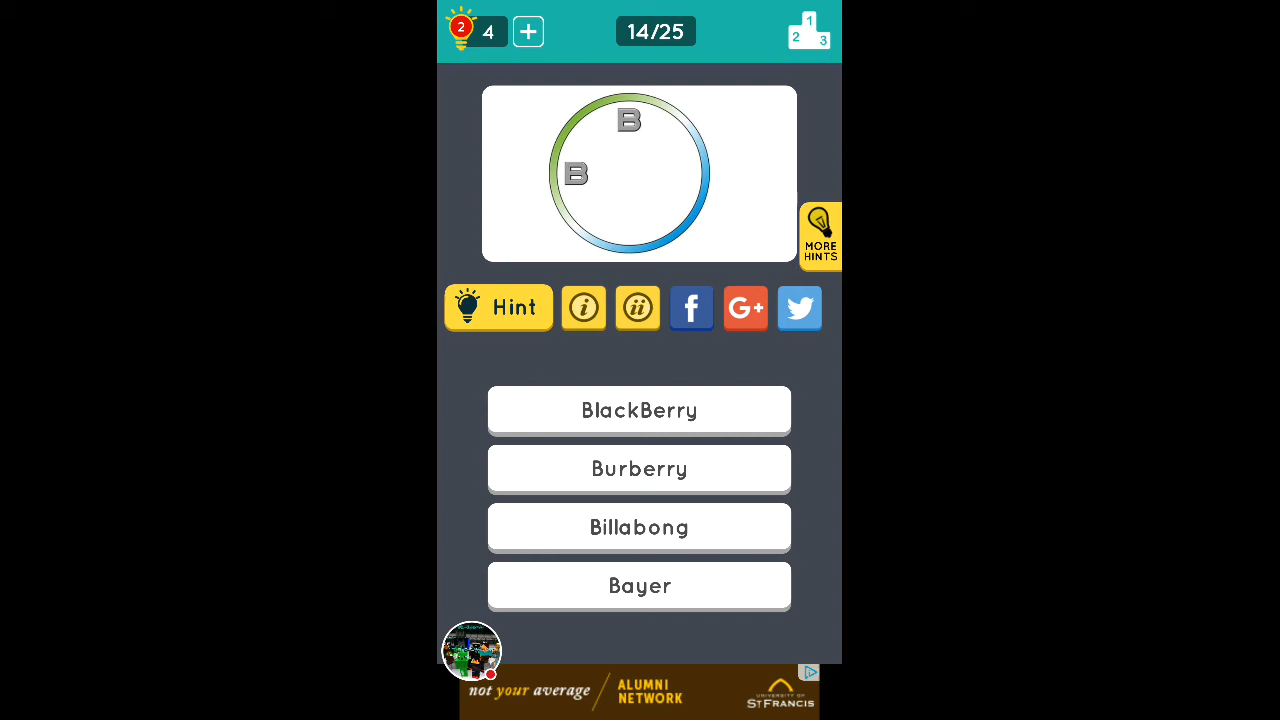 2 4 + 14/25 1 2 3
B
B
MORE
HINTS
Hint i ii f G+
BlackBerry
Burberry
Billabong
Bayer
not your average / ALUMNI NETWORK
UNIVERSITY OF
ST FRANCIS